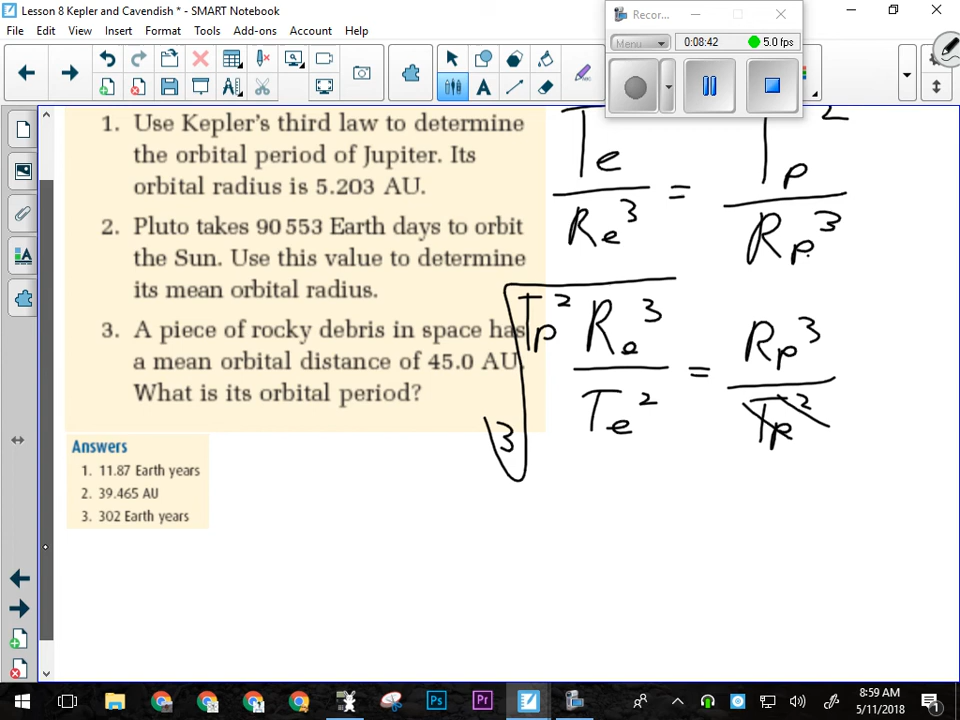 Lesson 8 Kepler and Cavendish * - SMART Notebook
Recor...
File Edit View Insert Format Tools Add-ons Account Help
Menu 0:08:42 5.0 fps
1. Use Kepler's third law to determine
the orbital period of Jupiter. Its
orbital radius is 5.203 AU.
2. Pluto takes 90 553 Earth days to orbit
the Sun. Use this value to determine
its mean orbital radius.
3. A piece of rocky debris in space has
a mean orbital distance of 45.0 AU.
What is its orbital period?
Te / Re³ = Tp² / Rp³
³√ Tp² Re³ / Te² = Rp³ / Tp²
Answers
1. 11.87 Earth years
2. 39.465 AU
3. 302 Earth years
8:59 AM
5/11/2018
1